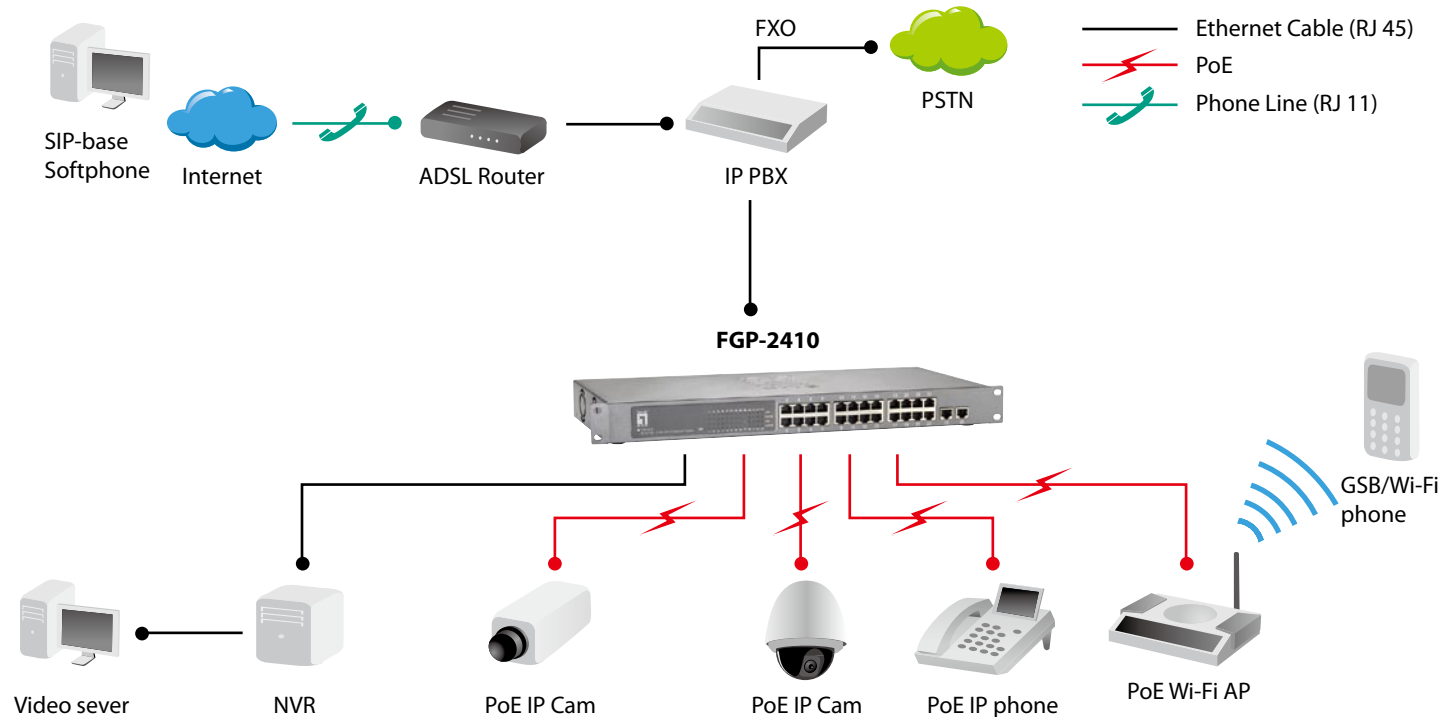 FXO
Ethernet Cable (RJ 45)
PoE
Phone Line (RJ 11)
PSTN
SIP-base
Softphone
Internet
ADSL Router
IP PBX
FGP-2410
GSB/Wi-Fi
phone
Video sever
NVR
PoE IP Cam
PoE IP Cam
PoE IP phone
PoE Wi-Fi AP